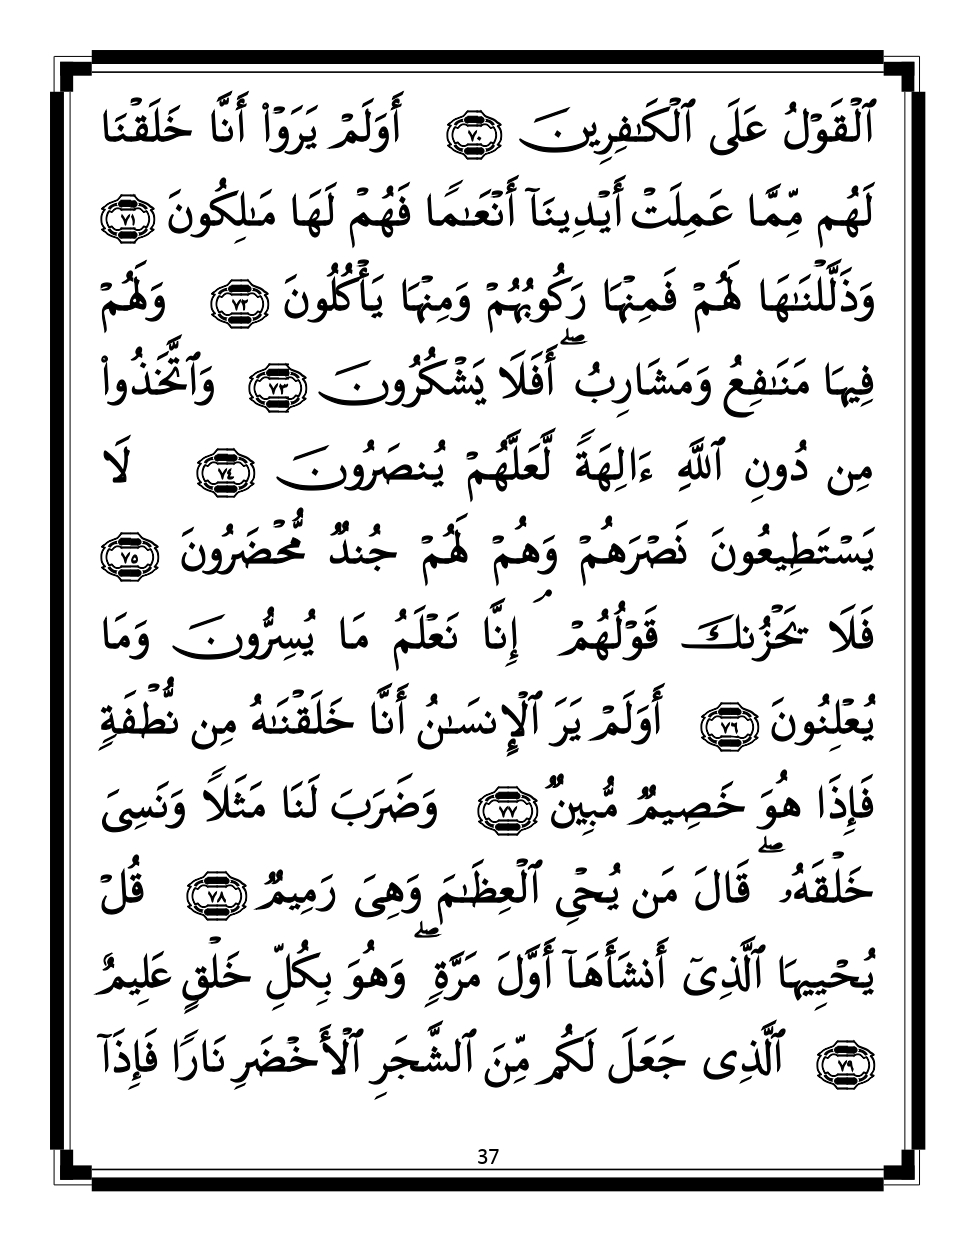 ٱلْقَوْلُ عَلَى ٱلْكَـٰفِرِينَ ٧٠ أَوَلَمْ يَرَوْا۟ أَنَّا خَلَقْنَا
لَهُم مِّمَّا عَمِلَتْ أَيْدِينَآ أَنْعَـٰمًا فَهُمْ لَهَا مَـٰلِكُونَ ٧١
وَذَلَّلْنَـٰهَا لَهُمْ فَمِنْهَا رَكُوبُهُمْ وَمِنْهَا يَأْكُلُونَ ٧٢ وَلَهُمْ
فِيهَا مَنَـٰفِعُ وَمَشَارِبُ ۖ أَفَلَا يَشْكُرُونَ ٧٣ وَٱتَّخَذُوا۟
مِن دُونِ ٱللَّهِ ءَالِهَةً لَّعَلَّهُمْ يُنصَرُونَ ٧٤ لَا
يَسْتَطِيعُونَ نَصْرَهُمْ وَهُمْ لَهُمْ جُندٌ مُّحْضَرُونَ ٧٥
فَلَا يَحْزُنكَ قَوْلُهُمْ ۘ إِنَّا نَعْلَمُ مَا يُسِرُّونَ وَمَا
يُعْلِنُونَ ٧٦ أَوَلَمْ يَرَ ٱلْإِنسَـٰنُ أَنَّا خَلَقْنَـٰهُ مِن نُّطْفَةٍ
فَإِذَا هُوَ خَصِيمٌ مُّبِينٌ ٧٧ وَضَرَبَ لَنَا مَثَلًا وَنَسِىَ
خَلْقَهُۥ ۖ قَالَ مَن يُحْىِ ٱلْعِظَـٰمَ وَهِىَ رَمِيمٌ ٧٨ قُلْ
يُحْيِيهَا ٱلَّذِىٓ أَنشَأَهَآ أَوَّلَ مَرَّةٍ ۖ وَهُوَ بِكُلِّ خَلْقٍ عَلِيمٌ
٧٩ ٱلَّذِى جَعَلَ لَكُم مِّنَ ٱلشَّجَرِ ٱلْأَخْضَرِ نَارًا فَإِذَآ
37